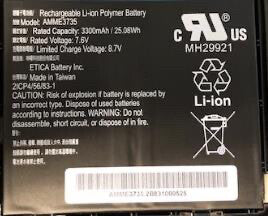 Rechargeable Li-ion Polymer Battery
Model Name: AMME3735
Rated Capacity: 3300mAh / 25.08Wh
Rated Voltage: 7.6V
Limited Charge Voltage: 8.7V
ETICA Battery Inc.
Made in Taiwan
2ICP4/56/83-1
CAUTION: Risk of explosion if battery is replaced by
an incorrect type. Dispose of used batteries
according to instructions. Do not
disassemble, short circuit, or dispose in fire.
C RU US
MH29921
Li-ion